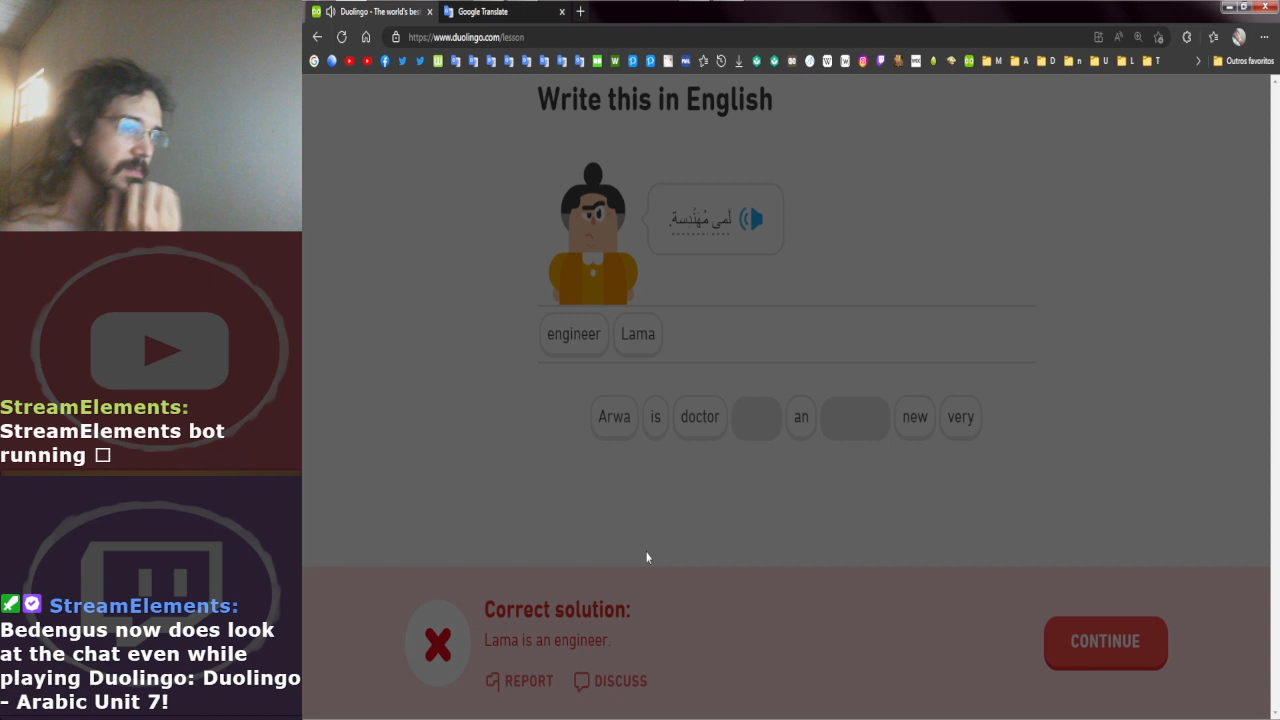 Duolingo - The world's bes
Google Translate
https://www.duolingo.com/lesson
M
A
D
n
U
L
T
Outros favoritos
Write this in English
لَمى مُهَنْدِسة.
engineer
Lama
Arwa
is
doctor
an
new
very
StreamElements:
StreamElements bot
running
StreamElements:
Bedengus now does look
at the chat even while
playing Duolingo: Duolingo
- Arabic Unit 7!
Correct solution:
Lama is an engineer.
REPORT
DISCUSS
CONTINUE